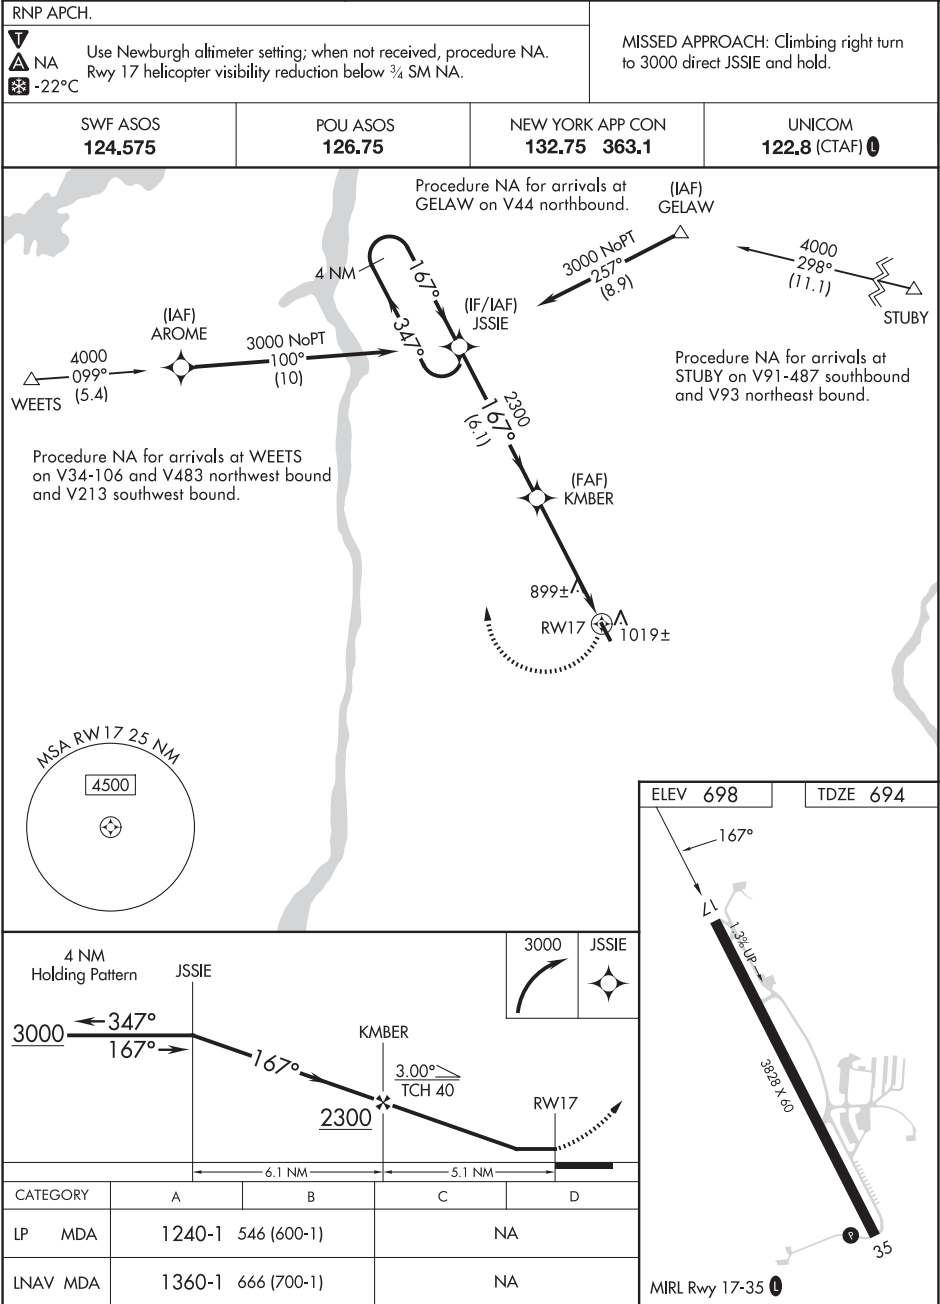 RNP APCH.
T
A NA
-22°C
Use Newburgh altimeter setting; when not received, procedure NA.
Rwy 17 helicopter visibility reduction below ¾ SM NA.
MISSED APPROACH: Climbing right turn
to 3000 direct JSSIE and hold.
SWF ASOS
124.575
POU ASOS
126.75
NEW YORK APP CON
132.75 363.1
UNICOM
122.8 (CTAF) L
Procedure NA for arrivals at
GELAW on V44 northbound.
(IAF)
GELAW
3000 NoPT
257°
(8.9)
4000
298°
(11.1)
STUBY
4 NM
167°
347°
(IF/IAF)
JSSIE
(IAF)
AROME
3000 NoPT
100°
(10)
4000
099°
(5.4)
WEETS
Procedure NA for arrivals at
STUBY on V91-487 southbound
and V93 northeast bound.
2300
167°
(6.1)
Procedure NA for arrivals at WEETS
on V34-106 and V483 northwest bound
and V213 southwest bound.
(FAF)
KMBER
899±
RW17
1019±
MSA RW17 25 NM
4500
ELEV 698
TDZE 694
167°
17
1.3% UP
3828 X 60
P
35
MIRL Rwy 17-35 L
4 NM
Holding Pattern
JSSIE
3000
JSSIE
3000
347°
167°
167°
KMBER
3.00°
TCH 40
2300
RW17
6.1 NM
5.1 NM
CATEGORY A B C D
LP MDA 1240-1 546 (600-1) NA
LNAV MDA 1360-1 666 (700-1) NA